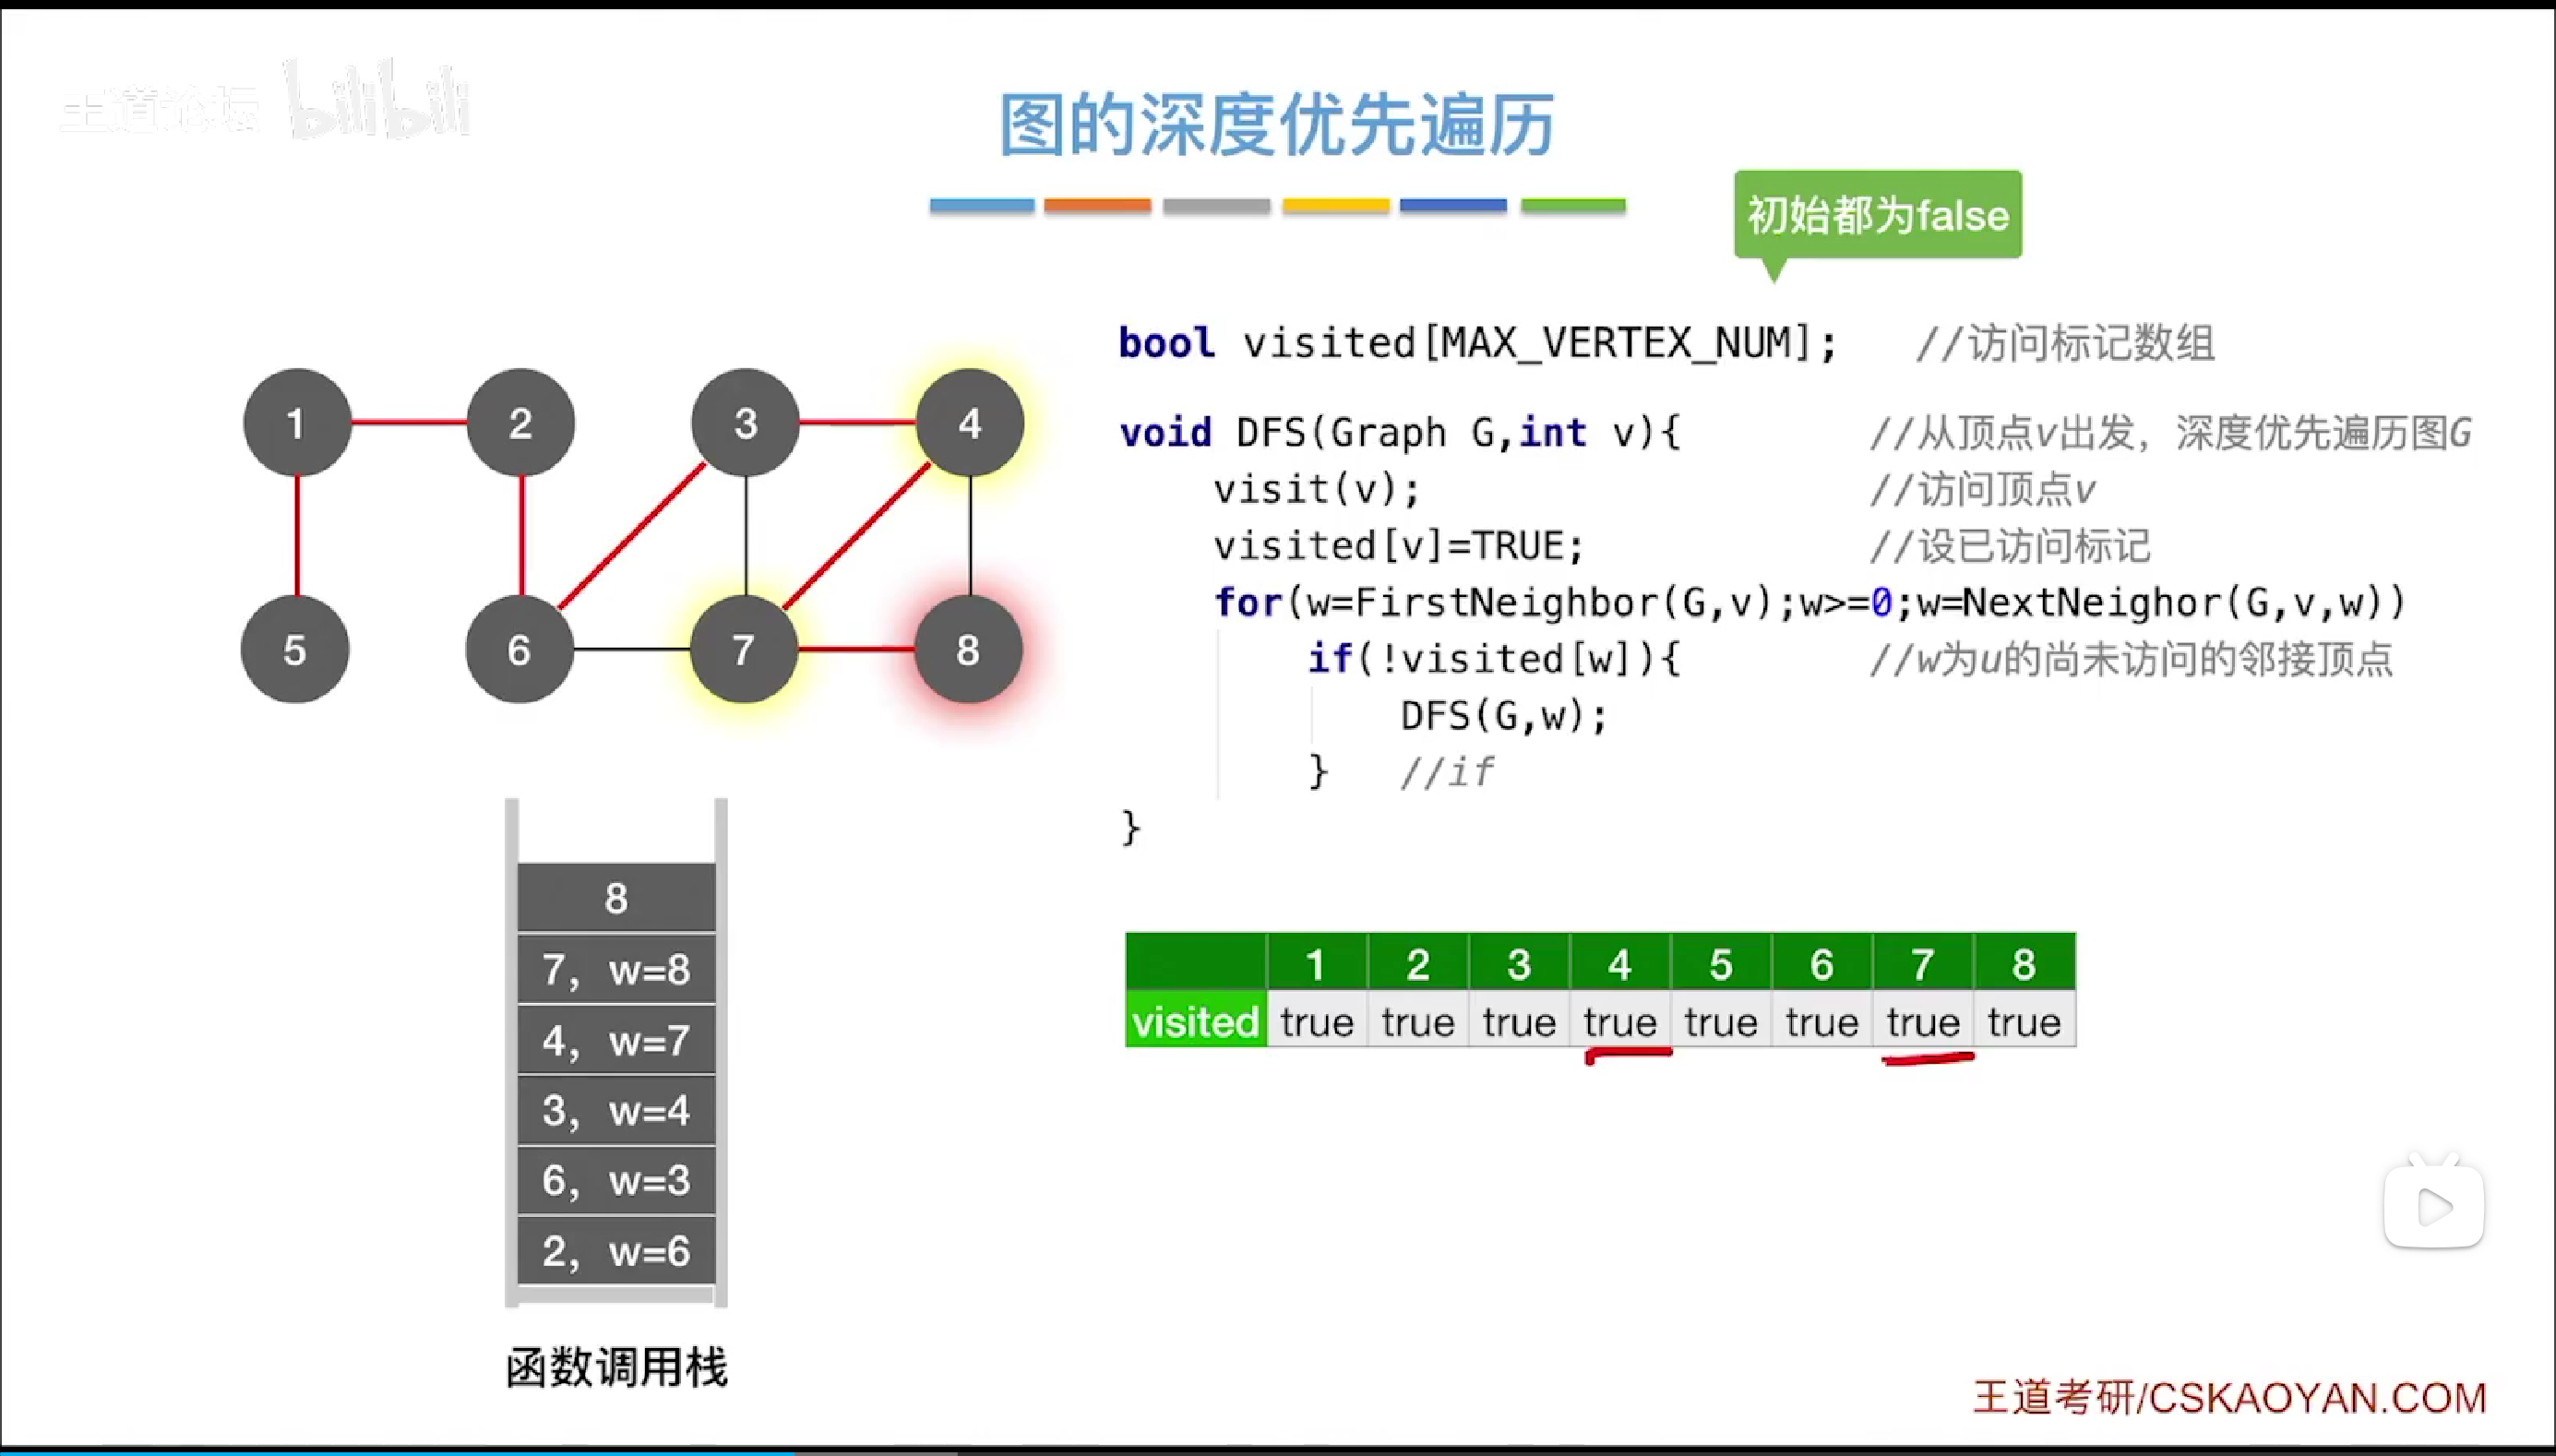 王道论坛 bilibili
图的深度优先遍历
初始都为false
bool visited[MAX_VERTEX_NUM]; //访问标记数组
void DFS(Graph G,int v){ //从顶点v出发，深度优先遍历图G
visit(v); //访问顶点v
visited[v]=TRUE; //设已访问标记
for(w=FirstNeighbor(G,v);w>=0;w=NextNeighor(G,v,w))
if(!visited[w]){ //w为u的尚未访问的邻接顶点
DFS(G,w);
} //if
}
1 2 3 4
5 6 7 8
8
7, w=8
4, w=7
3, w=4
6, w=3
2, w=6
函数调用栈
1 2 3 4 5 6 7 8
visited true true true true true true true true
王道考研/CSKAOYAN.COM